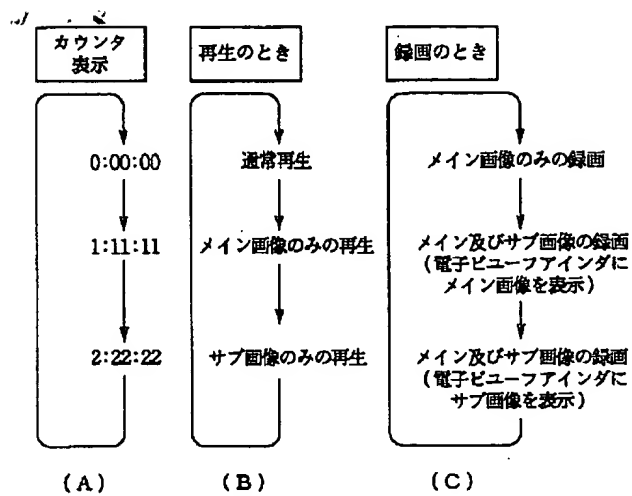 カウンタ
表示
再生のとき
録画のとき
0:00:00
通常再生
メイン画像のみの録画
1:11:11
メイン画像のみの再生
メイン及びサブ画像の録画
(電子ビユーフアインダに
メイン画像を表示)
2:22:22
サブ画像のみの再生
メイン及びサブ画像の録画
(電子ビユーフアインダに
サブ画像を表示)
(A)
(B)
(C)